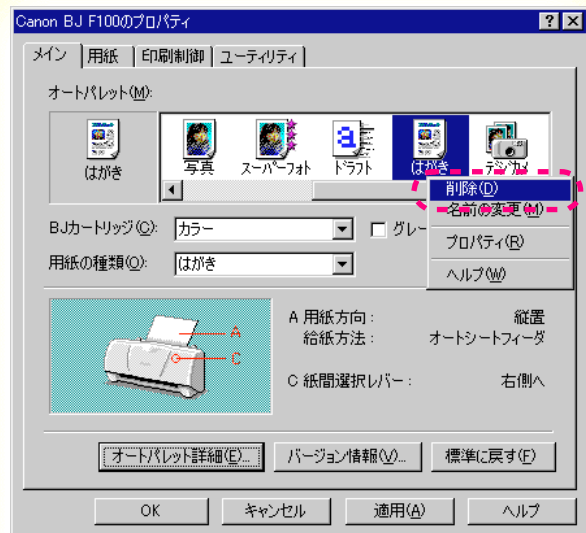 Canon BJ F100のプロパティ
メイン 用紙 印刷制御 ユーティリティ
オートパレット(M):
はがき 写真 スーパーフォト ドラフト はがき デジカメ
削除(D)
名前の変更(M)
プロパティ(R)
ヘルプ(W)
BJカートリッジ(C): カラー グレー
用紙の種類(O): はがき
A
C
A 用紙方向: 縦置
給紙方法: オートシートフィーダ
C 紙間選択レバー: 右側へ
オートパレット詳細(E)... バージョン情報(V)... 標準に戻す(F)
OK キャンセル 適用(A) ヘルプ